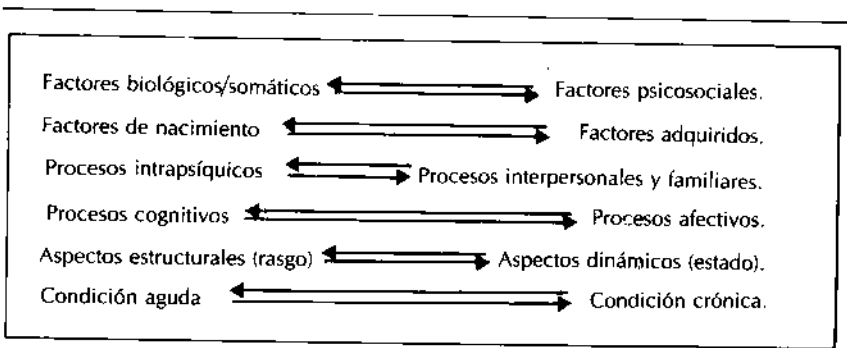 Factores biológicos/somáticos Factores psicosociales.
Factores de nacimiento Factores adquiridos.
Procesos intrapsíquicos Procesos interpersonales y familiares.
Procesos cognitivos Procesos afectivos.
Aspectos estructurales (rasgo) Aspectos dinámicos (estado).
Condición aguda Condición crónica.